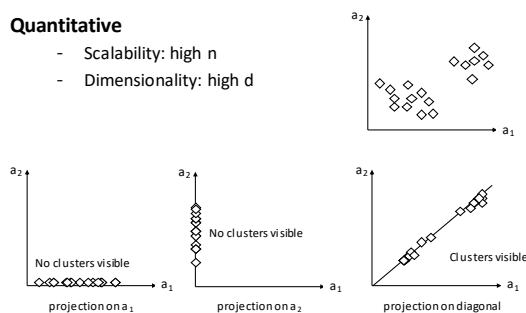 Quantitative
- Scalability: high n
- Dimensionality: high d
a2
a1
a2
No clusters visible
a1
projection on a1
a2
No clusters visible
projection on a2
a2
Clusters visible
a1
projection on diagonal